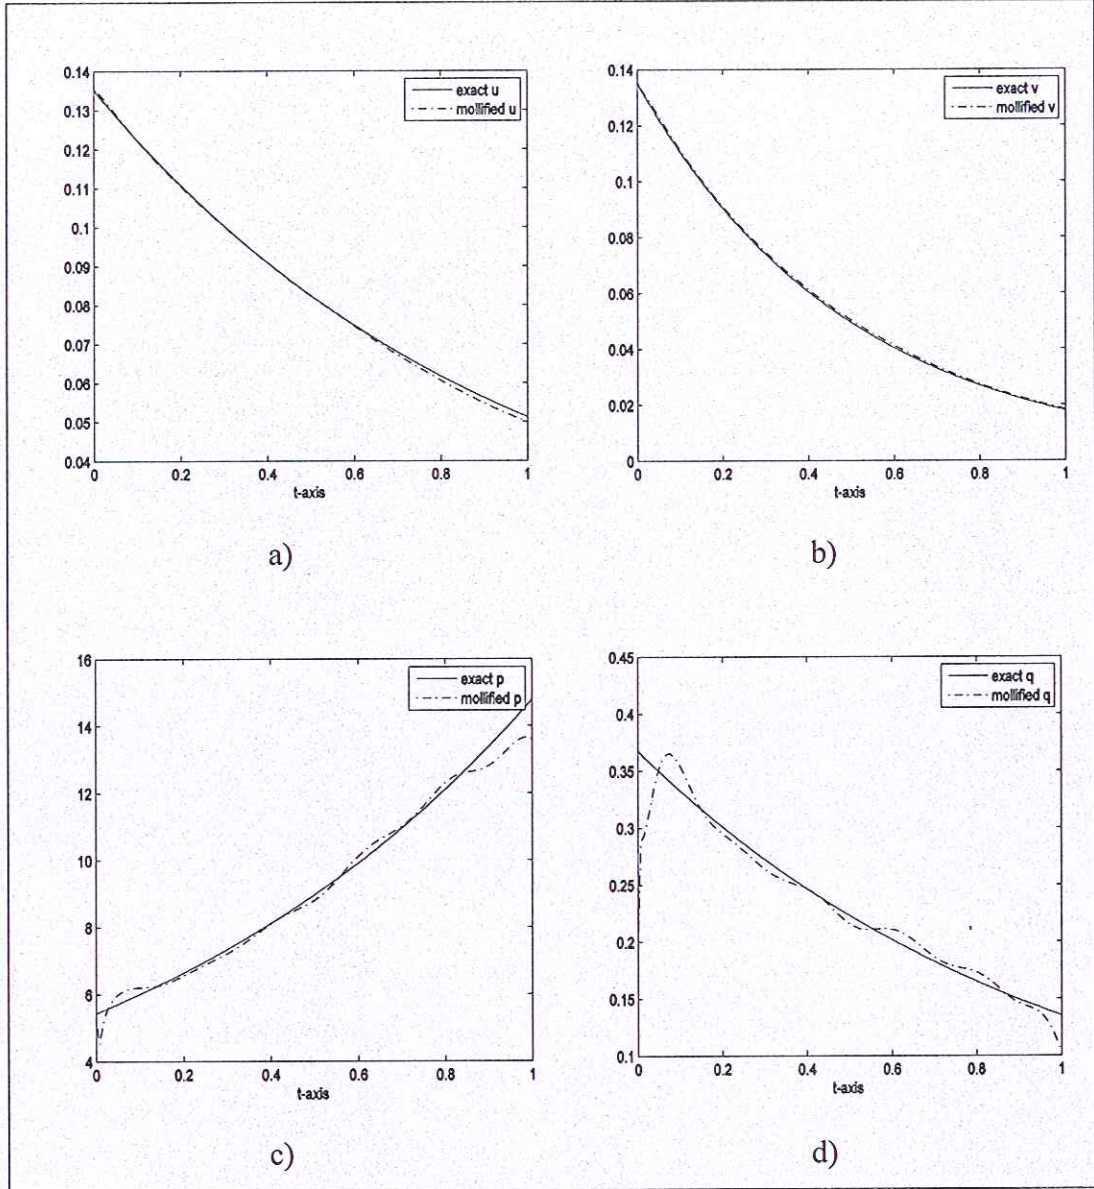 0.14
0.13
0.12
0.11
0.1
0.09
0.08
0.07
0.06
0.05
0.04
0 0.2 0.4 0.6 0.8 1
t-axis
exact u
mollified u
a)
0.14
0.12
0.1
0.08
0.06
0.04
0.02
0
0 0.2 0.4 0.6 0.8 1
t-axis
exact v
mollified v
b)
16
14
12
10
8
6
4
0 0.2 0.4 0.6 0.8 1
t-axis
exact p
mollified p
c)
0.45
0.4
0.35
0.3
0.25
0.2
0.15
0.1
0 0.2 0.4 0.6 0.8 1
t-axis
exact q
mollified q
d)